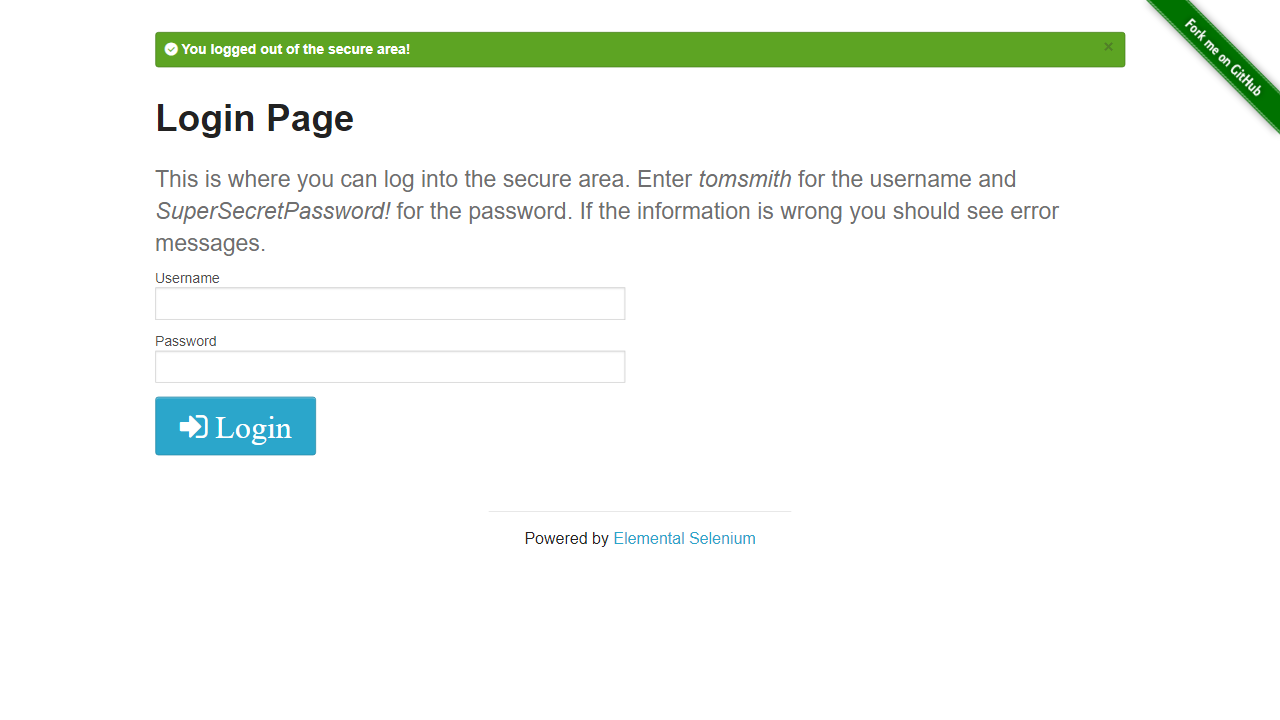 You logged out of the secure area!
×
Fork me on GitHub
Login Page
This is where you can log into the secure area. Enter tomsmith for the username and
SuperSecretPassword! for the password. If the information is wrong you should see error
messages.
Username
Password
Login
Powered by Elemental Selenium